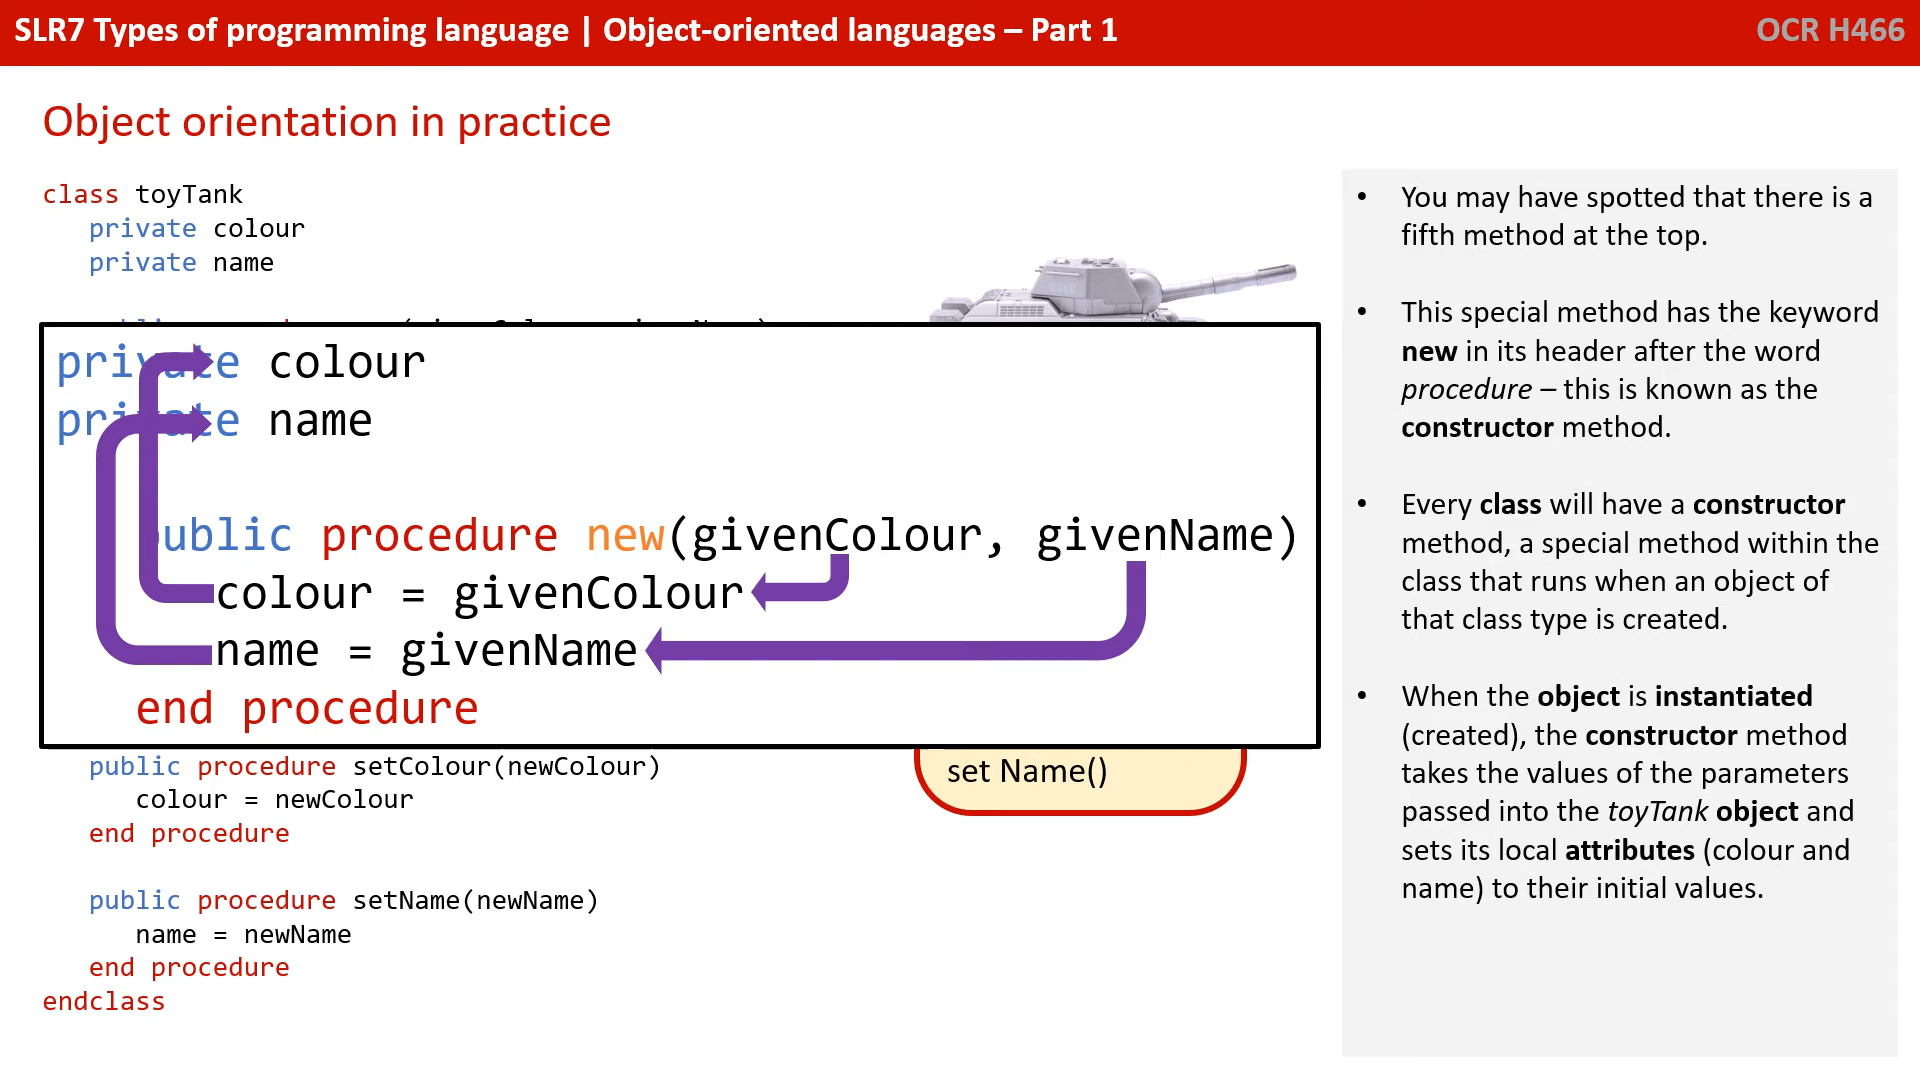 SLR7 Types of programming language | Object-oriented languages – Part 1
OCR H466
Object orientation in practice
class toyTank
private colour
private name
private colour
private name
public procedure new(givenColour, givenName)
colour = givenColour
name = givenName
end procedure
set Name()
public procedure setColour(newColour)
colour = newColour
end procedure
public procedure setName(newName)
name = newName
end procedure
endclass
• You may have spotted that there is a
fifth method at the top.
• This special method has the keyword
new in its header after the word
procedure – this is known as the
constructor method.
• Every class will have a constructor
method, a special method within the
class that runs when an object of
that class type is created.
• When the object is instantiated
(created), the constructor method
takes the values of the parameters
passed into the toyTank object and
sets its local attributes (colour and
name) to their initial values.